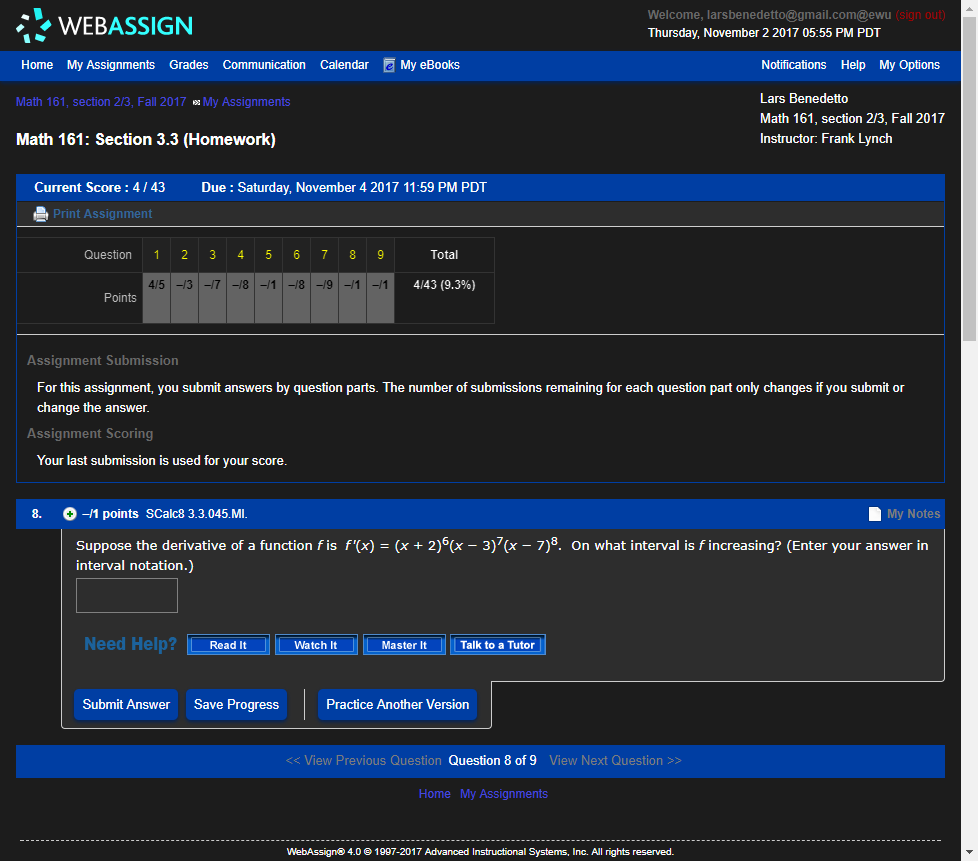 WEBASSIGN
Welcome, larsbenedetto@gmail.com@ewu (sign out)
Thursday, November 2 2017 05:55 PM PDT
Home My Assignments Grades Communication Calendar My eBooks Notifications Help My Options
Math 161, section 2/3, Fall 2017 My Assignments
Lars Benedetto
Math 161, section 2/3, Fall 2017
Instructor: Frank Lynch
Math 161: Section 3.3 (Homework)
Current Score : 4 / 43 Due : Saturday, November 4 2017 11:59 PM PDT
Print Assignment
Question 1 2 3 4 5 6 7 8 9 Total
Points 4/5 –/3 –/7 –/8 –/1 –/8 –/9 –/1 –/1 4/43 (9.3%)
Assignment Submission
For this assignment, you submit answers by question parts. The number of submissions remaining for each question part only changes if you submit or
change the answer.
Assignment Scoring
Your last submission is used for your score.
8. –/1 points SCalc8 3.3.045.MI. My Notes
Suppose the derivative of a function f is f'(x) = (x + 2)⁶(x − 3)⁷(x − 7)⁸. On what interval is f increasing? (Enter your answer in
interval notation.)
Need Help? Read It Watch It Master It Talk to a Tutor
Submit Answer Save Progress Practice Another Version
<< View Previous Question Question 8 of 9 View Next Question >>
Home My Assignments
WebAssign® 4.0 © 1997-2017 Advanced Instructional Systems, Inc. All rights reserved.